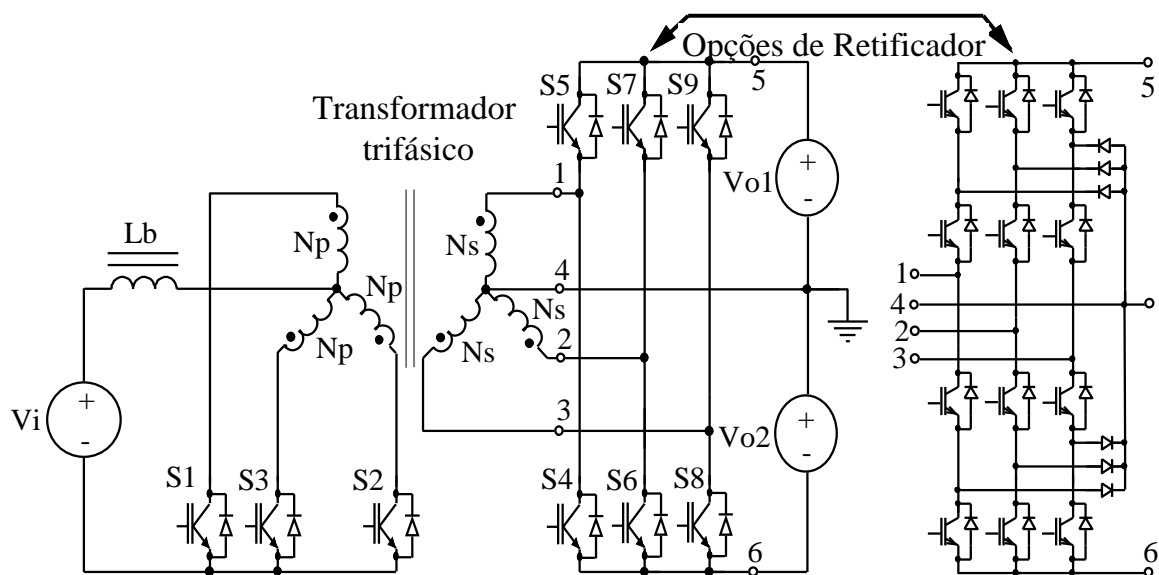 Opções de Retificador
S5
S7
S9
5
5
Transformador
trifásico
1
Vo1
+
-
Lb
Np
Ns
4
Np
Ns
2
Np
Ns
1
4
2
3
3
Vi
+
-
Vo2
+
-
S1
S3
S2
S4
S6
S8
6
6